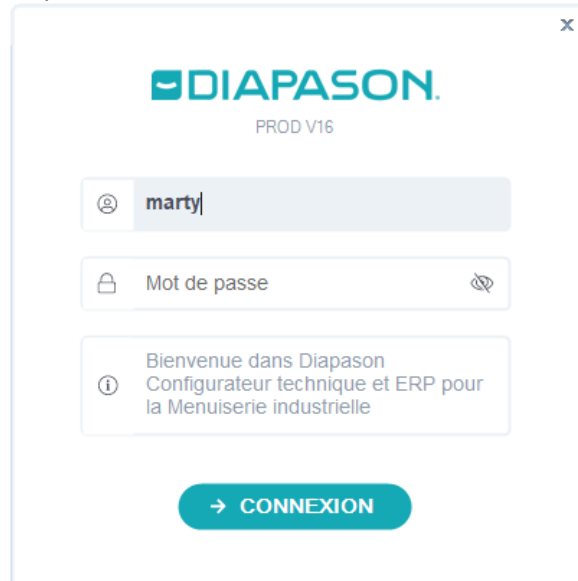 x
DIAPASON.
PROD V16
marty
Mot de passe
Bienvenue dans Diapason
Configurateur technique et ERP pour
la Menuiserie industrielle
→ CONNEXION